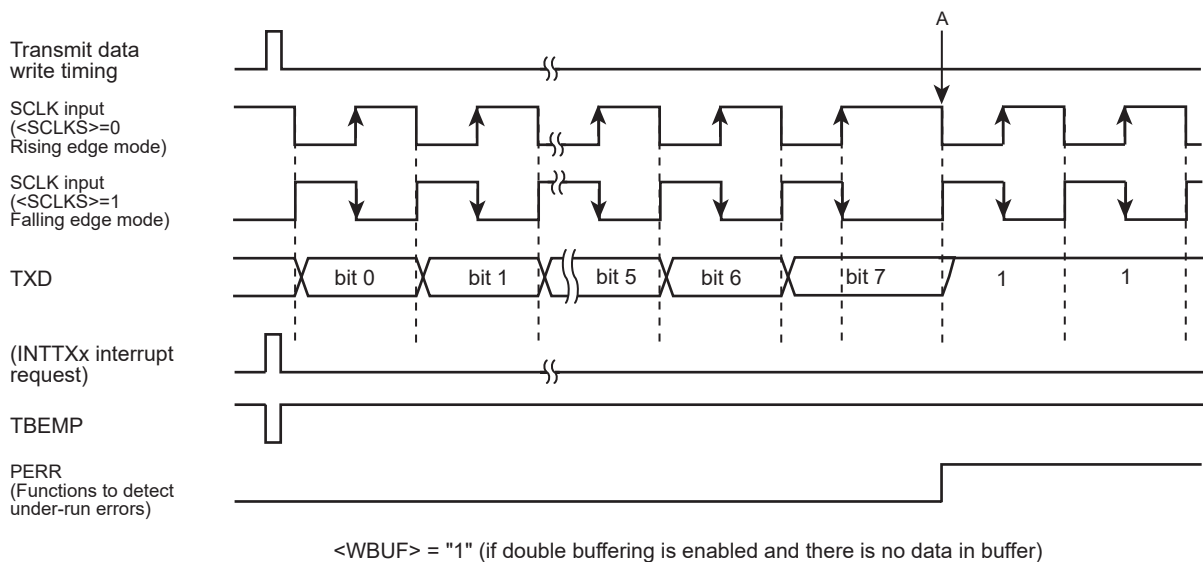 A
Transmit data
write timing
SCLK input
(<SCLKS>=0
Rising edge mode)
SCLK input
(<SCLKS>=1
Falling edge mode)
TXD
bit 0
bit 1
bit 5
bit 6
bit 7
1
1
(INTTXx interrupt
request)
TBEMP
PERR
(Functions to detect
under-run errors)
<WBUF> = "1" (if double buffering is enabled and there is no data in buffer)